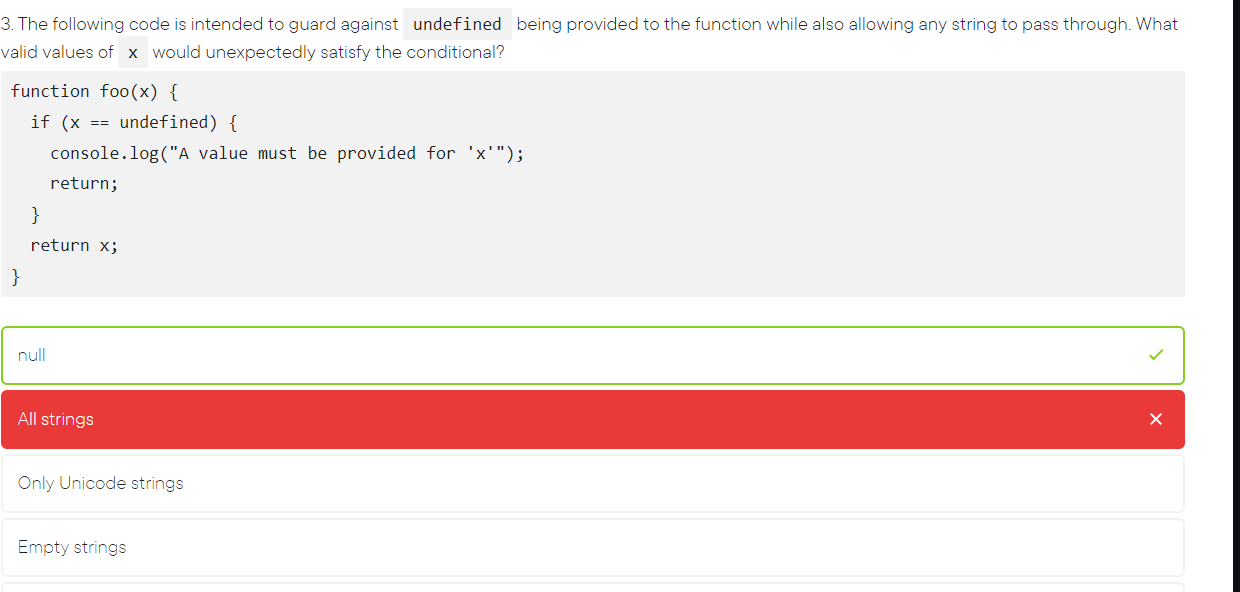 3. The following code is intended to guard against undefined being provided to the function while also allowing any string to pass through. What
valid values of x would unexpectedly satisfy the conditional?
function foo(x) {
  if (x == undefined) {
    console.log("A value must be provided for 'x'");
    return;
  }
  return x;
}
null
All strings
Only Unicode strings
Empty strings